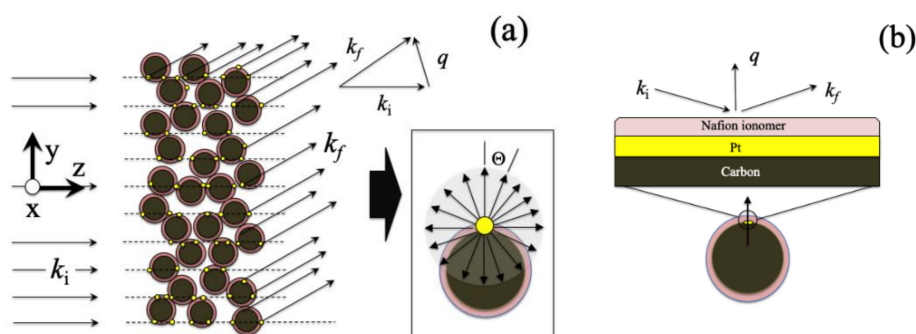 (a)
k_f
q
k_i
y
z
x
k_f
k_i
Θ
(b)
q
k_i
k_f
Nafion ionomer
Pt
Carbon